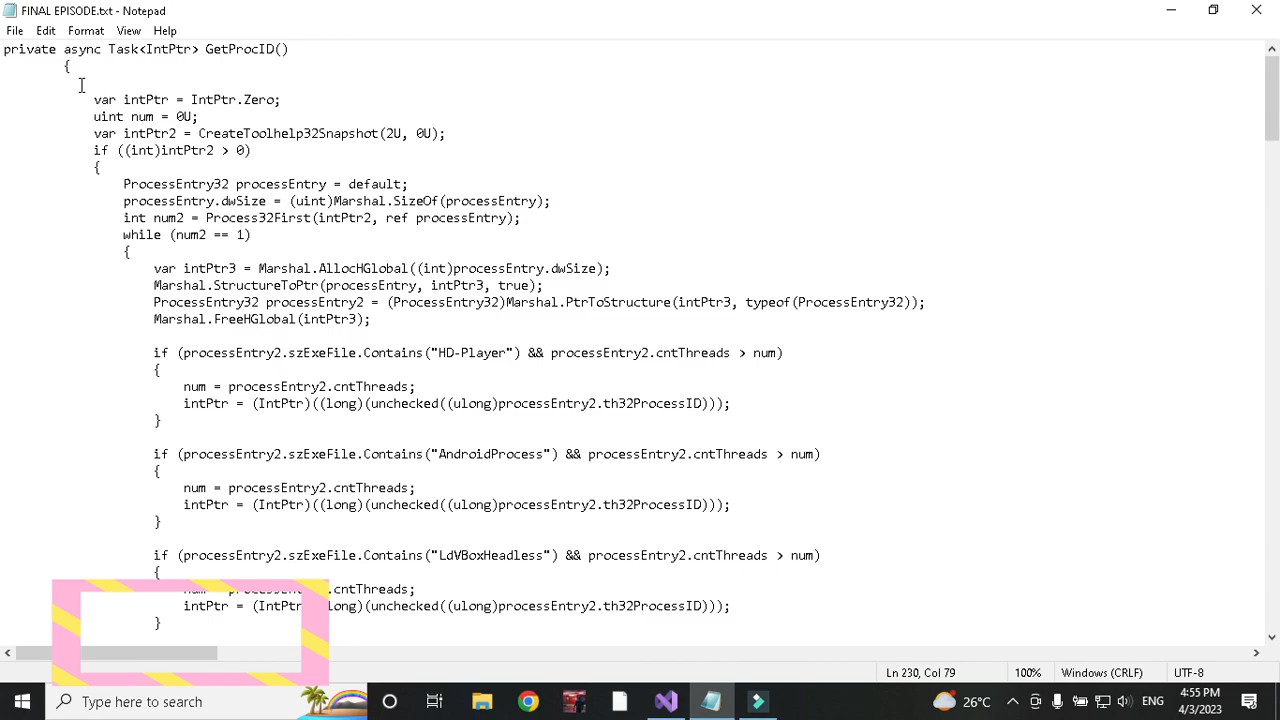 FINAL EPISODE.txt - Notepad
File Edit Format View Help
private async Task<IntPtr> GetProcID()
{
var intPtr = IntPtr.Zero;
uint num = 0U;
var intPtr2 = CreateToolhelp32Snapshot(2U, 0U);
if ((int)intPtr2 > 0)
{
ProcessEntry32 processEntry = default;
processEntry.dwSize = (uint)Marshal.SizeOf(processEntry);
int num2 = Process32First(intPtr2, ref processEntry);
while (num2 == 1)
{
var intPtr3 = Marshal.AllocHGlobal((int)processEntry.dwSize);
Marshal.StructureToPtr(processEntry, intPtr3, true);
ProcessEntry32 processEntry2 = (ProcessEntry32)Marshal.PtrToStructure(intPtr3, typeof(ProcessEntry32));
Marshal.FreeHGlobal(intPtr3);
if (processEntry2.szExeFile.Contains("HD-Player") && processEntry2.cntThreads > num)
{
num = processEntry2.cntThreads;
intPtr = (IntPtr)((long)(unchecked((ulong)processEntry2.th32ProcessID)));
}
if (processEntry2.szExeFile.Contains("AndroidProcess") && processEntry2.cntThreads > num)
{
num = processEntry2.cntThreads;
intPtr = (IntPtr)((long)(unchecked((ulong)processEntry2.th32ProcessID)));
}
if (processEntry2.szExeFile.Contains("LdVBoxHeadless") && processEntry2.cntThreads > num)
{
num = processEntry2.cntThreads;
intPtr = (IntPtr long)(unchecked((ulong)processEntry2.th32ProcessID)));
}
Ln 230, Col 79 100% Windows (CRLF) UTF-8
Type here to search 26°C ENG 4:55 PM
4/3/2023